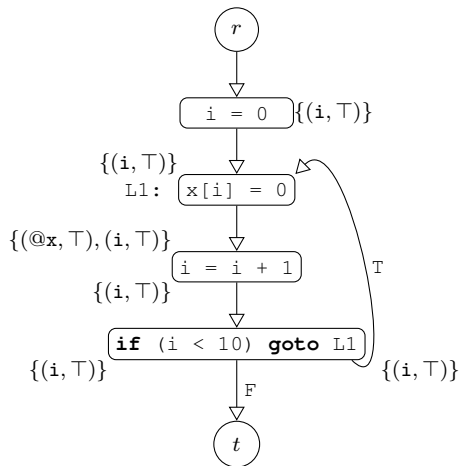 r
i = 0 {(i, ⊤)}
{(i, ⊤)}
L1: x[i] = 0
{(@x, ⊤), (i, ⊤)}
i = i + 1
T
{(i, ⊤)}
if (i < 10) goto L1
{(i, ⊤)} {(i, ⊤)}
F
t